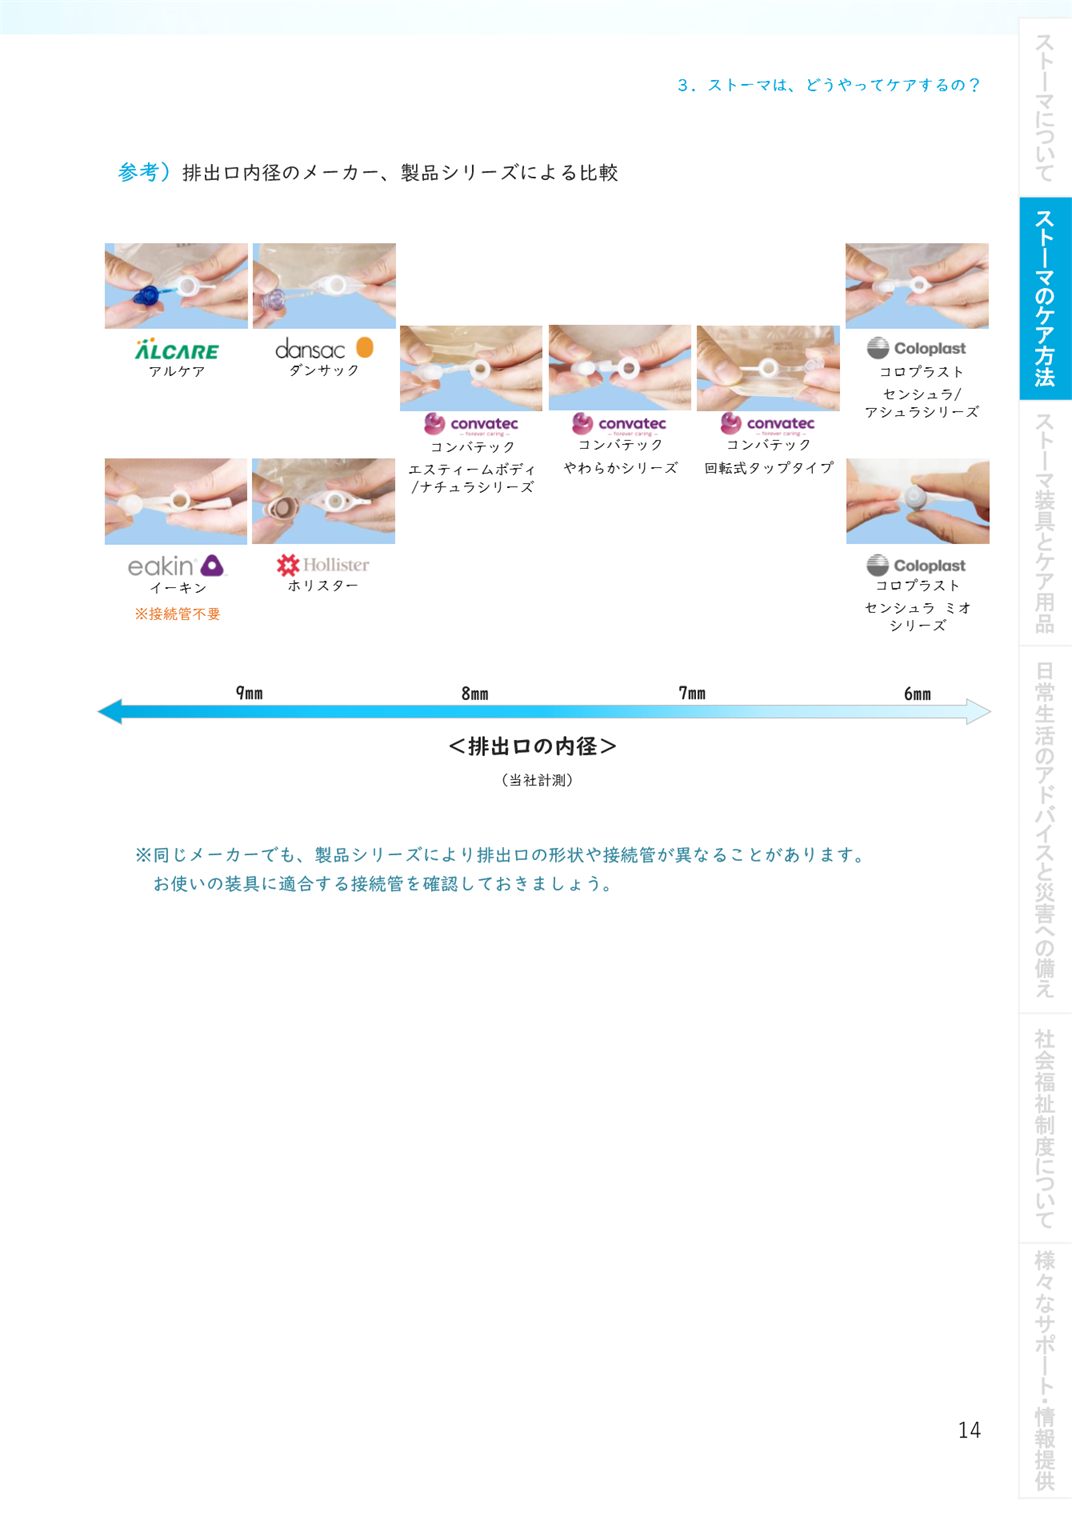 3．ストーマは、どうやってケアするの？
参考）排出口内径のメーカー、製品シリーズによる比較
ALCARE
アルケア
dansac
ダンサック
convatec
— forever caring —
コンバテック
エスティームボディ
/ナチュラシリーズ
convatec
— forever caring —
コンバテック
やわらかシリーズ
convatec
— forever caring —
コンバテック
回転式タップタイプ
Coloplast
コロプラスト
センシュラ/
アシュラシリーズ
eakin
イーキン
※接続管不要
Hollister
ホリスター
Coloplast
コロプラスト
センシュラ ミオ
シリーズ
9mm 8mm 7mm 6mm
＜排出口の内径＞
（当社計測）
※同じメーカーでも、製品シリーズにより排出口の形状や接続管が異なることがあります。
お使いの装具に適合する接続管を確認しておきましょう。
14
ストーマについて
ストーマのケア方法
ストーマ装具とケア用品
日常生活のアドバイスと災害への備え
社会福祉制度について
様々なサポート・情報提供